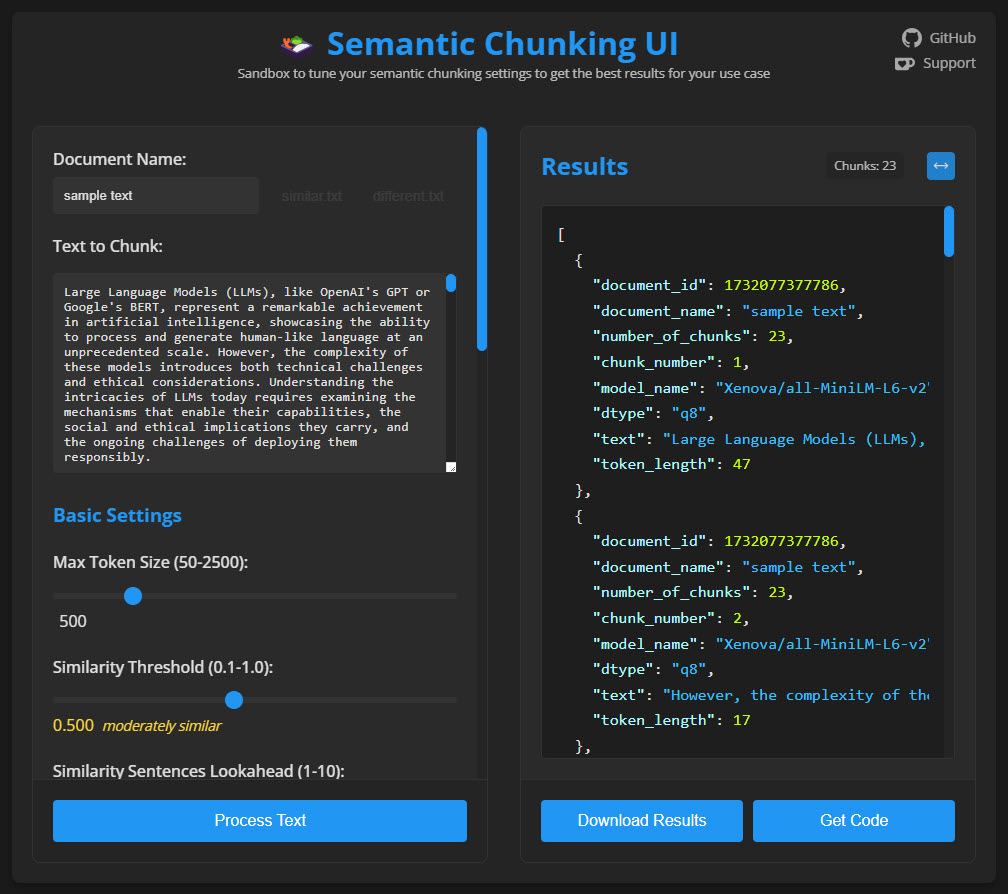 Semantic Chunking UI
Sandbox to tune your semantic chunking settings to get the best results for your use case
GitHub
Support
Document Name:
sample text
similar.txt
different.txt
Text to Chunk:
Large Language Models (LLMs), like OpenAI's GPT or
Google's BERT, represent a remarkable achievement
in artificial intelligence, showcasing the ability
to process and generate human-like language at an
unprecedented scale. However, the complexity of
these models introduces both technical challenges
and ethical considerations. Understanding the
intricacies of LLMs today requires examining the
mechanisms that enable their capabilities, the
social and ethical implications they carry, and
the ongoing challenges of deploying them
responsibly.
Basic Settings
Max Token Size (50-2500):
500
Similarity Threshold (0.1-1.0):
0.500 moderately similar
Similarity Sentences Lookahead (1-10):
Process Text
Results
Chunks: 23
[
{
"document_id": 1732077377786,
"document_name": "sample text",
"number_of_chunks": 23,
"chunk_number": 1,
"model_name": "Xenova/all-MiniLM-L6-v2"
"dtype": "q8",
"text": "Large Language Models (LLMs),
"token_length": 47
},
{
"document_id": 1732077377786,
"document_name": "sample text",
"number_of_chunks": 23,
"chunk_number": 2,
"model_name": "Xenova/all-MiniLM-L6-v2"
"dtype": "q8",
"text": "However, the complexity of the
"token_length": 17
},
Download Results
Get Code